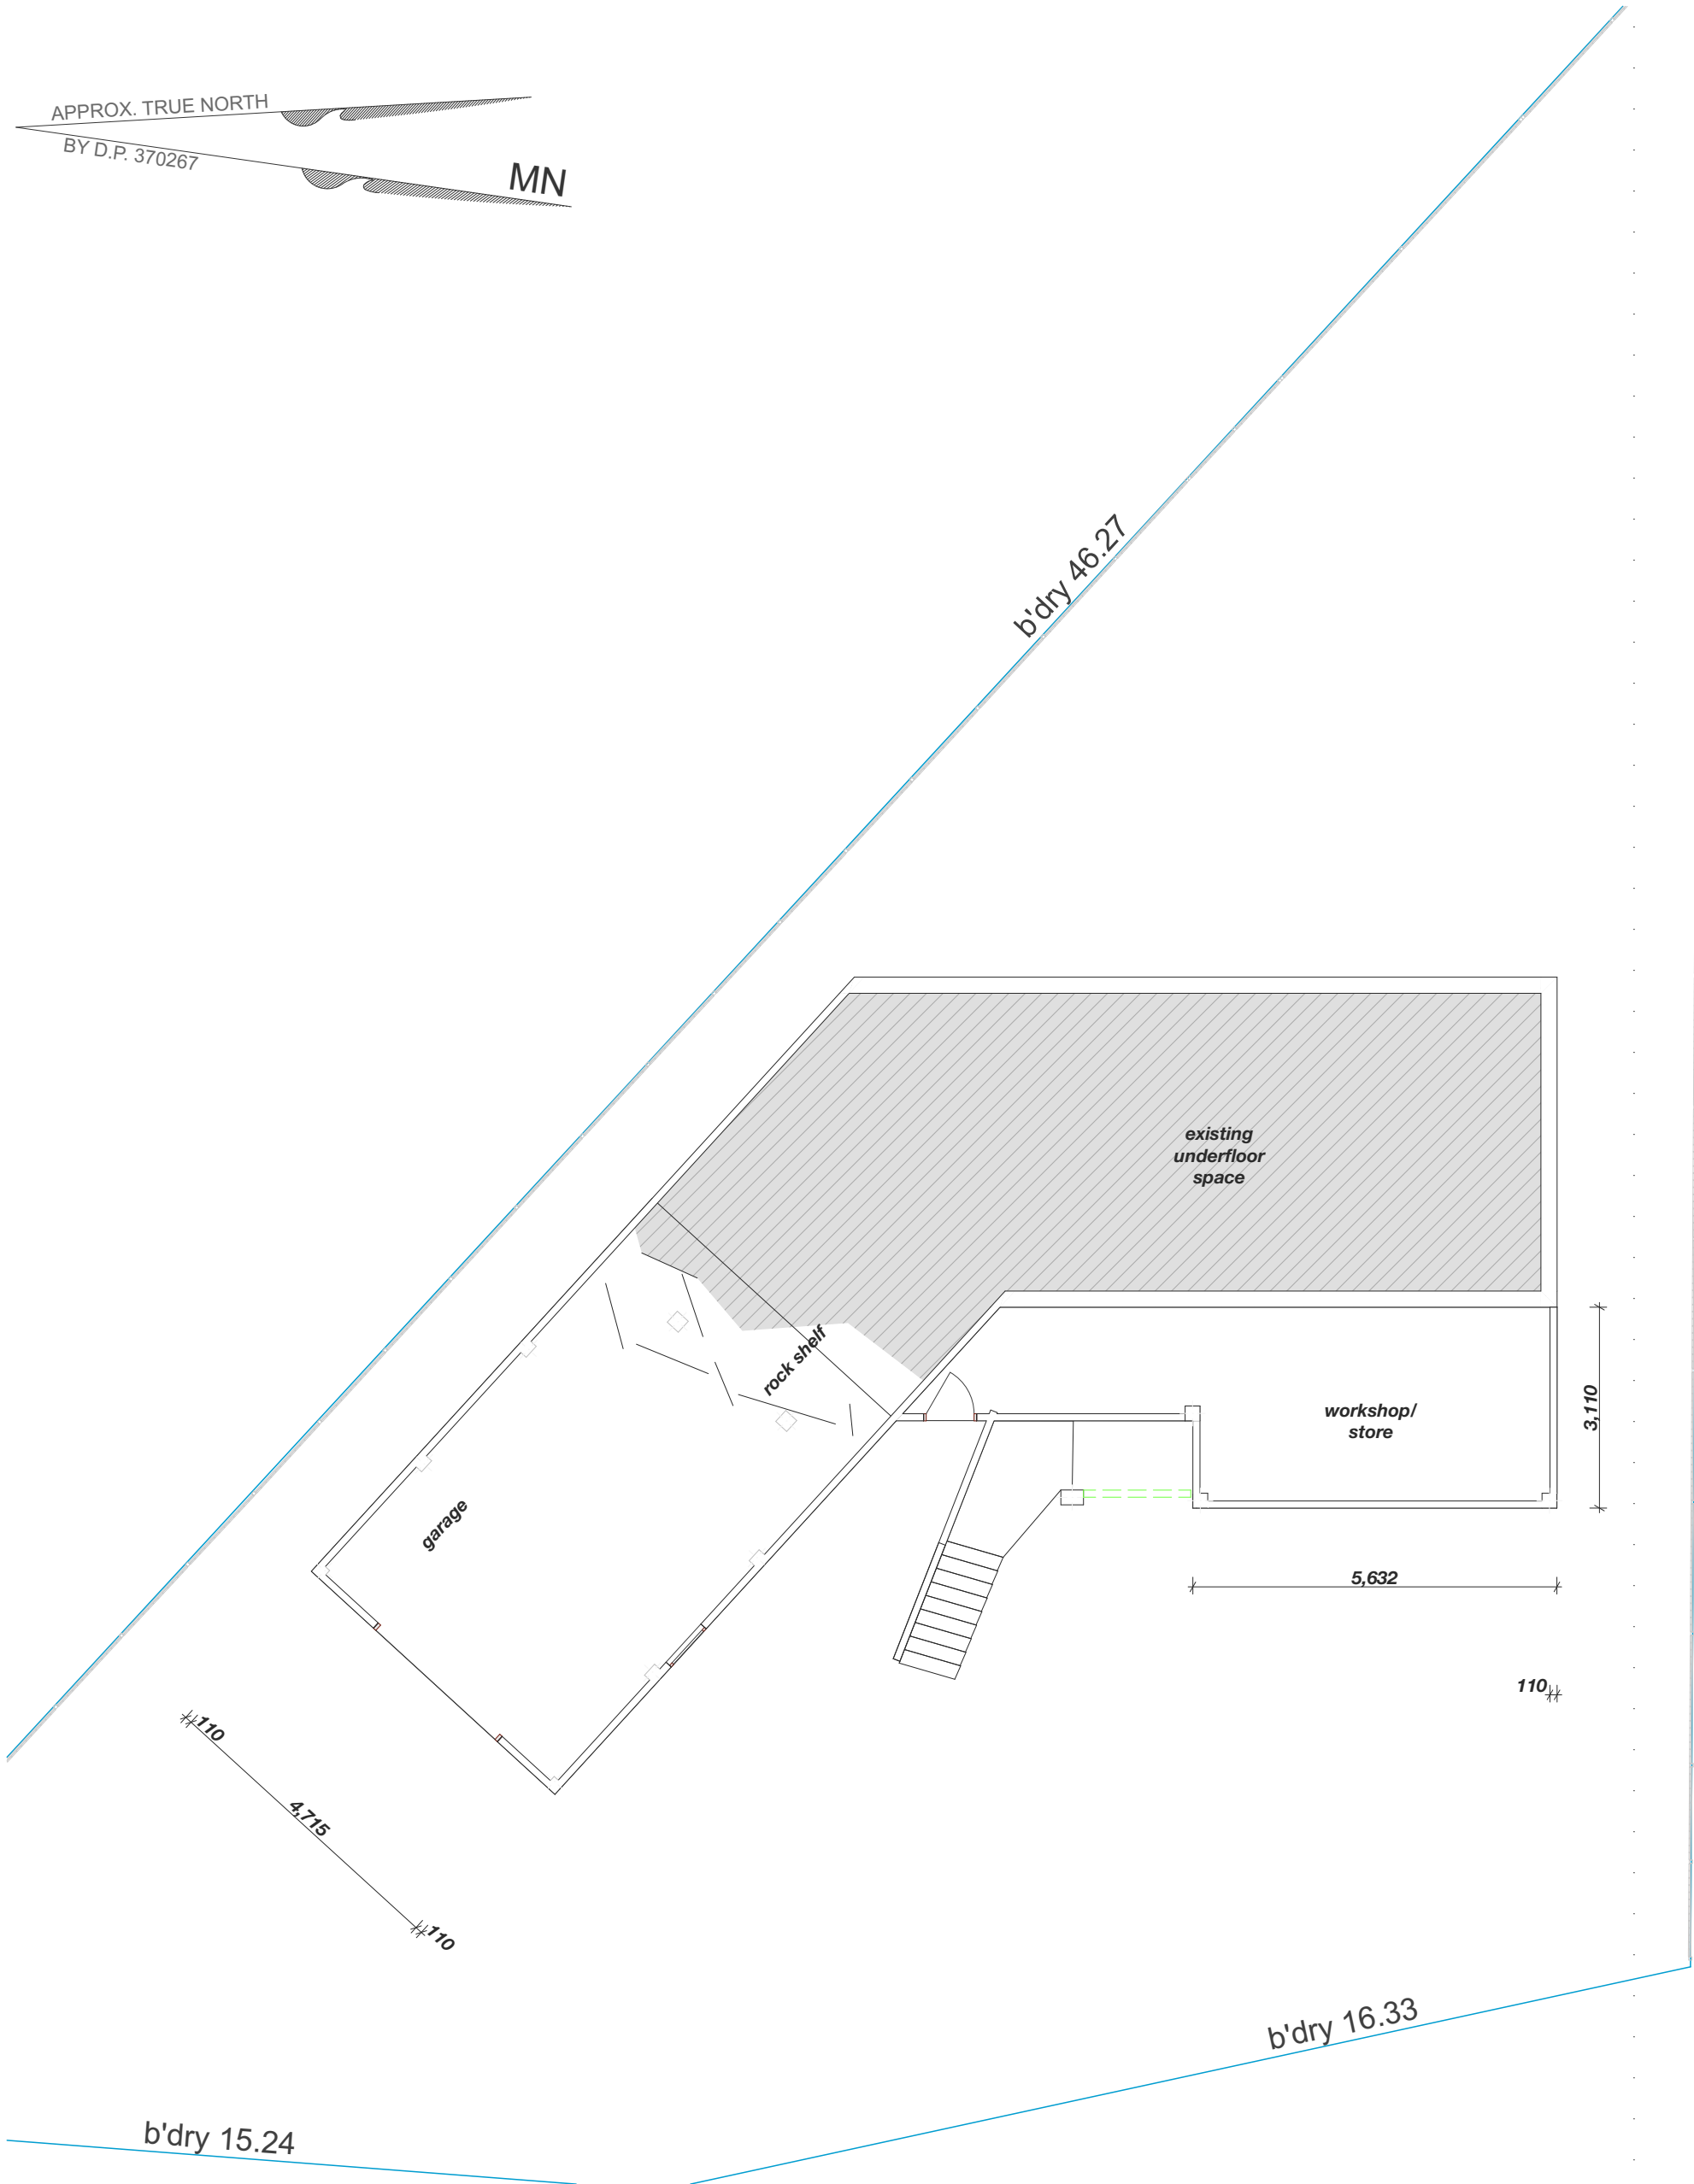 APPROX. TRUE NORTH
BY D.P. 370267
MN
b'dry 46.27
existing
underfloor
space
rock shelf
workshop/
store
3,110
garage
5,632
110
110
4,715
110
b'dry 16.33
b'dry 15.24